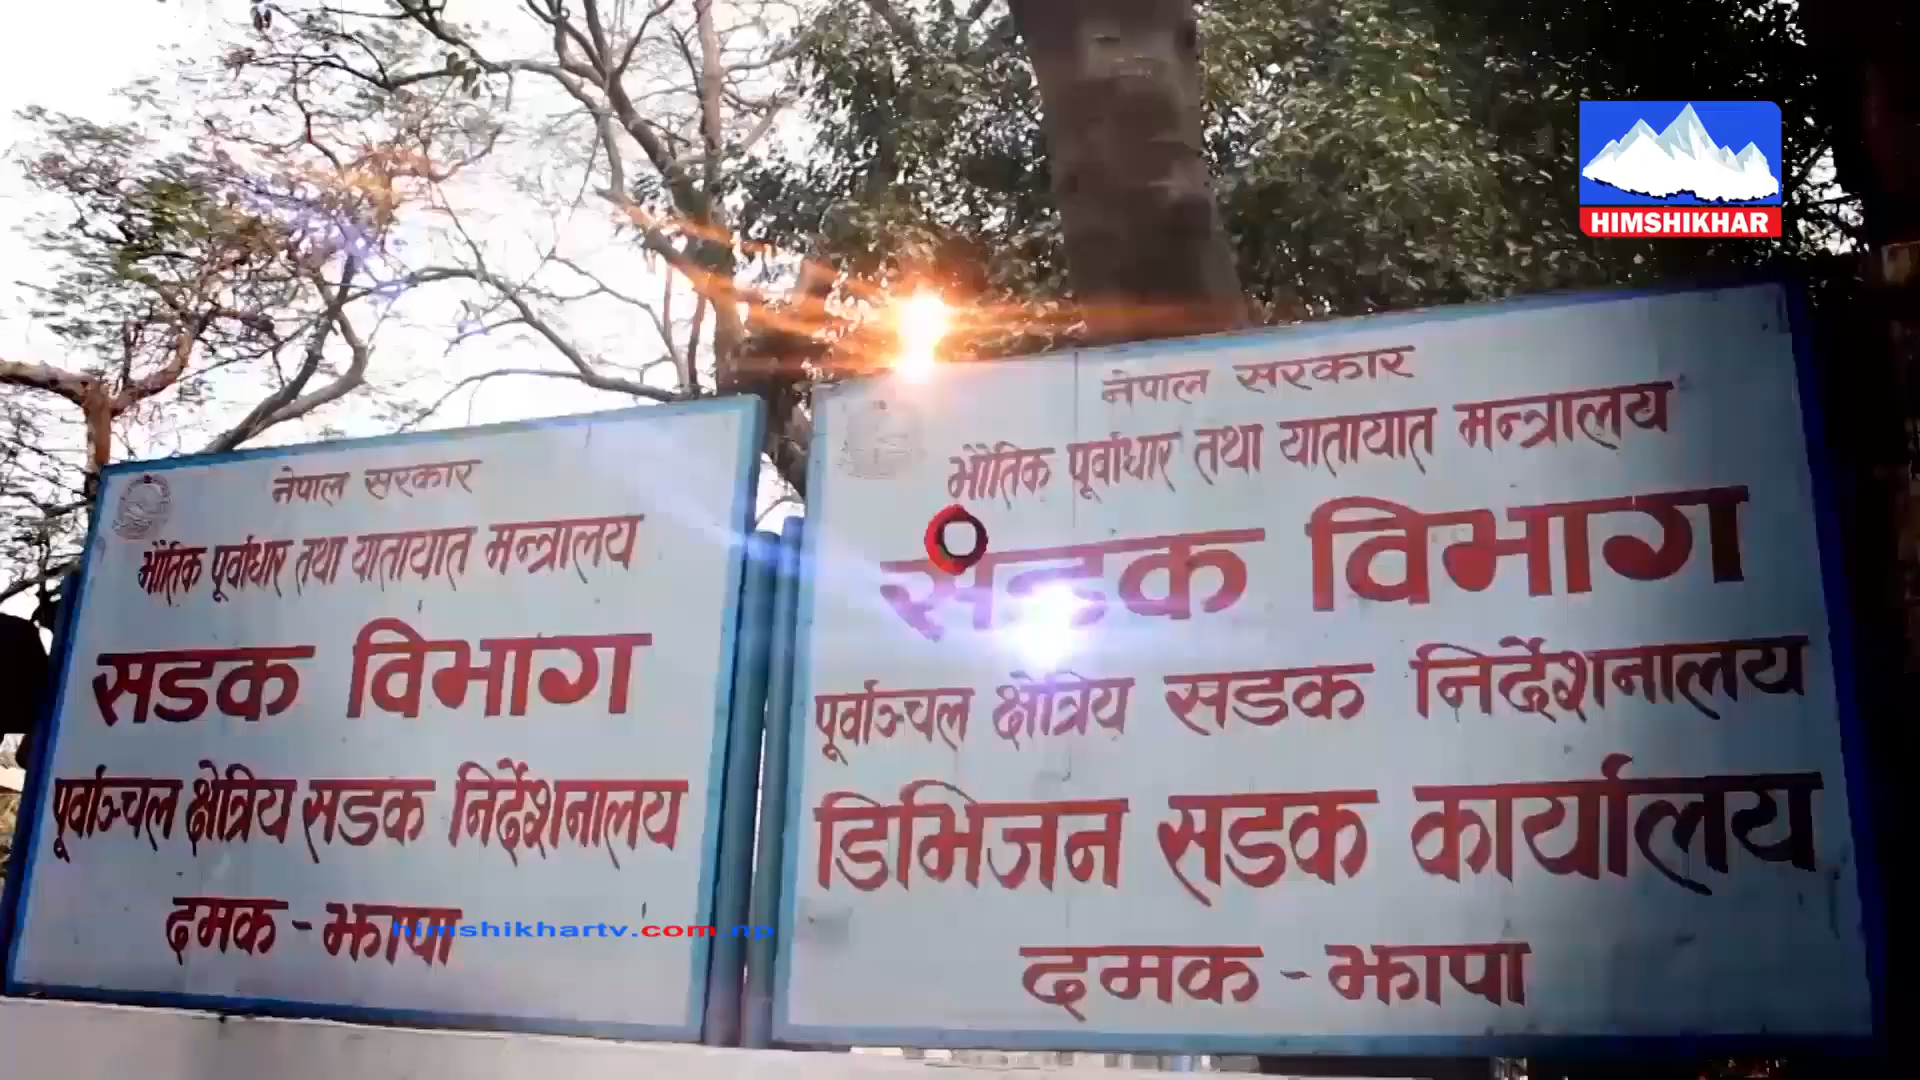 HIMSHIKHAR
नेपाल सरकार
भौतिक पूर्वाधार तथा यातायात मन्त्रालय
सडक विभाग
पूर्वाञ्चल क्षेत्रिय सडक निर्देशनालय
दमक - झापा
नेपाल सरकार
भौतिक पूर्वाधार तथा यातायात मन्त्रालय
सडक विभाग
पूर्वाञ्चल क्षेत्रिय सडक निर्देशनालय
डिभिजन सडक कार्यालय
दमक - झापा
himshikhartv.com.np